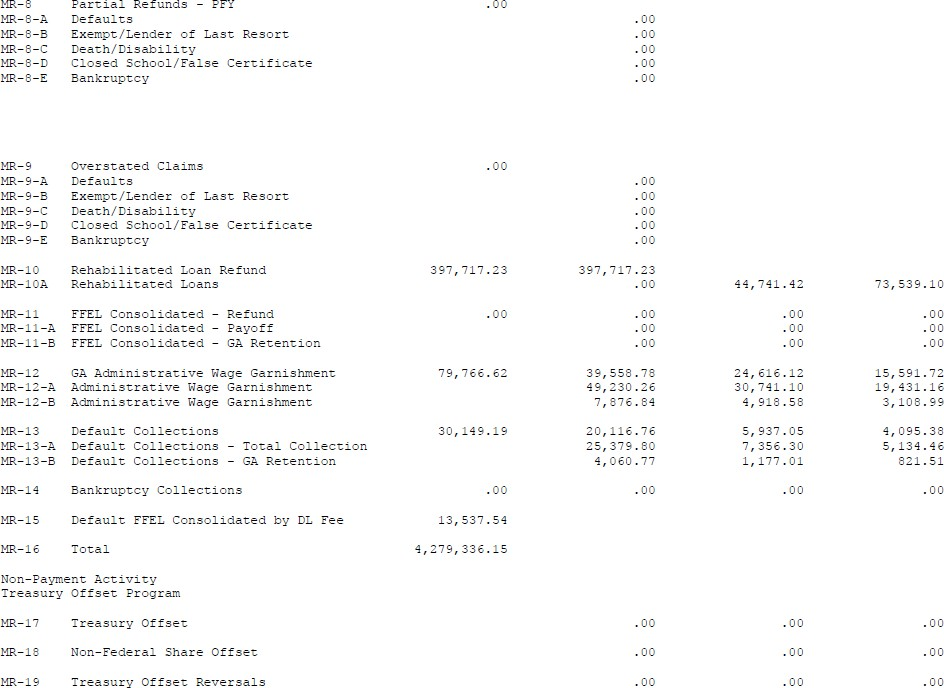 MR-8 Partial Refunds - PFY .00
MR-8-A Defaults .00
MR-8-B Exempt/Lender of Last Resort .00
MR-8-C Death/Disability .00
MR-8-D Closed School/False Certificate .00
MR-8-E Bankruptcy .00
MR-9 Overstated Claims .00
MR-9-A Defaults .00
MR-9-B Exempt/Lender of Last Resort .00
MR-9-C Death/Disability .00
MR-9-D Closed School/False Certificate .00
MR-9-E Bankruptcy .00
MR-10 Rehabilitated Loan Refund 397,717.23 397,717.23
MR-10A Rehabilitated Loans .00 44,741.42 73,539.10
MR-11 FFEL Consolidated - Refund .00 .00 .00 .00
MR-11-A FFEL Consolidated - Payoff .00 .00 .00
MR-11-B FFEL Consolidated - GA Retention .00 .00 .00
MR-12 GA Administrative Wage Garnishment 79,766.62 39,558.78 24,616.12 15,591.72
MR-12-A Administrative Wage Garnishment 49,230.26 30,741.10 19,431.16
MR-12-B Administrative Wage Garnishment 7,876.84 4,918.58 3,108.99
MR-13 Default Collections 30,149.19 20,116.76 5,937.05 4,095.38
MR-13-A Default Collections - Total Collection 25,379.80 7,356.30 5,134.46
MR-13-B Default Collections - GA Retention 4,060.77 1,177.01 821.51
MR-14 Bankruptcy Collections .00 .00 .00 .00
MR-15 Default FFEL Consolidated by DL Fee 13,537.54
MR-16 Total 4,279,336.15
Non-Payment Activity
Treasury Offset Program
MR-17 Treasury Offset .00 .00 .00
MR-18 Non-Federal Share Offset .00 .00 .00
MR-19 Treasury Offset Reversals .00 .00 .00